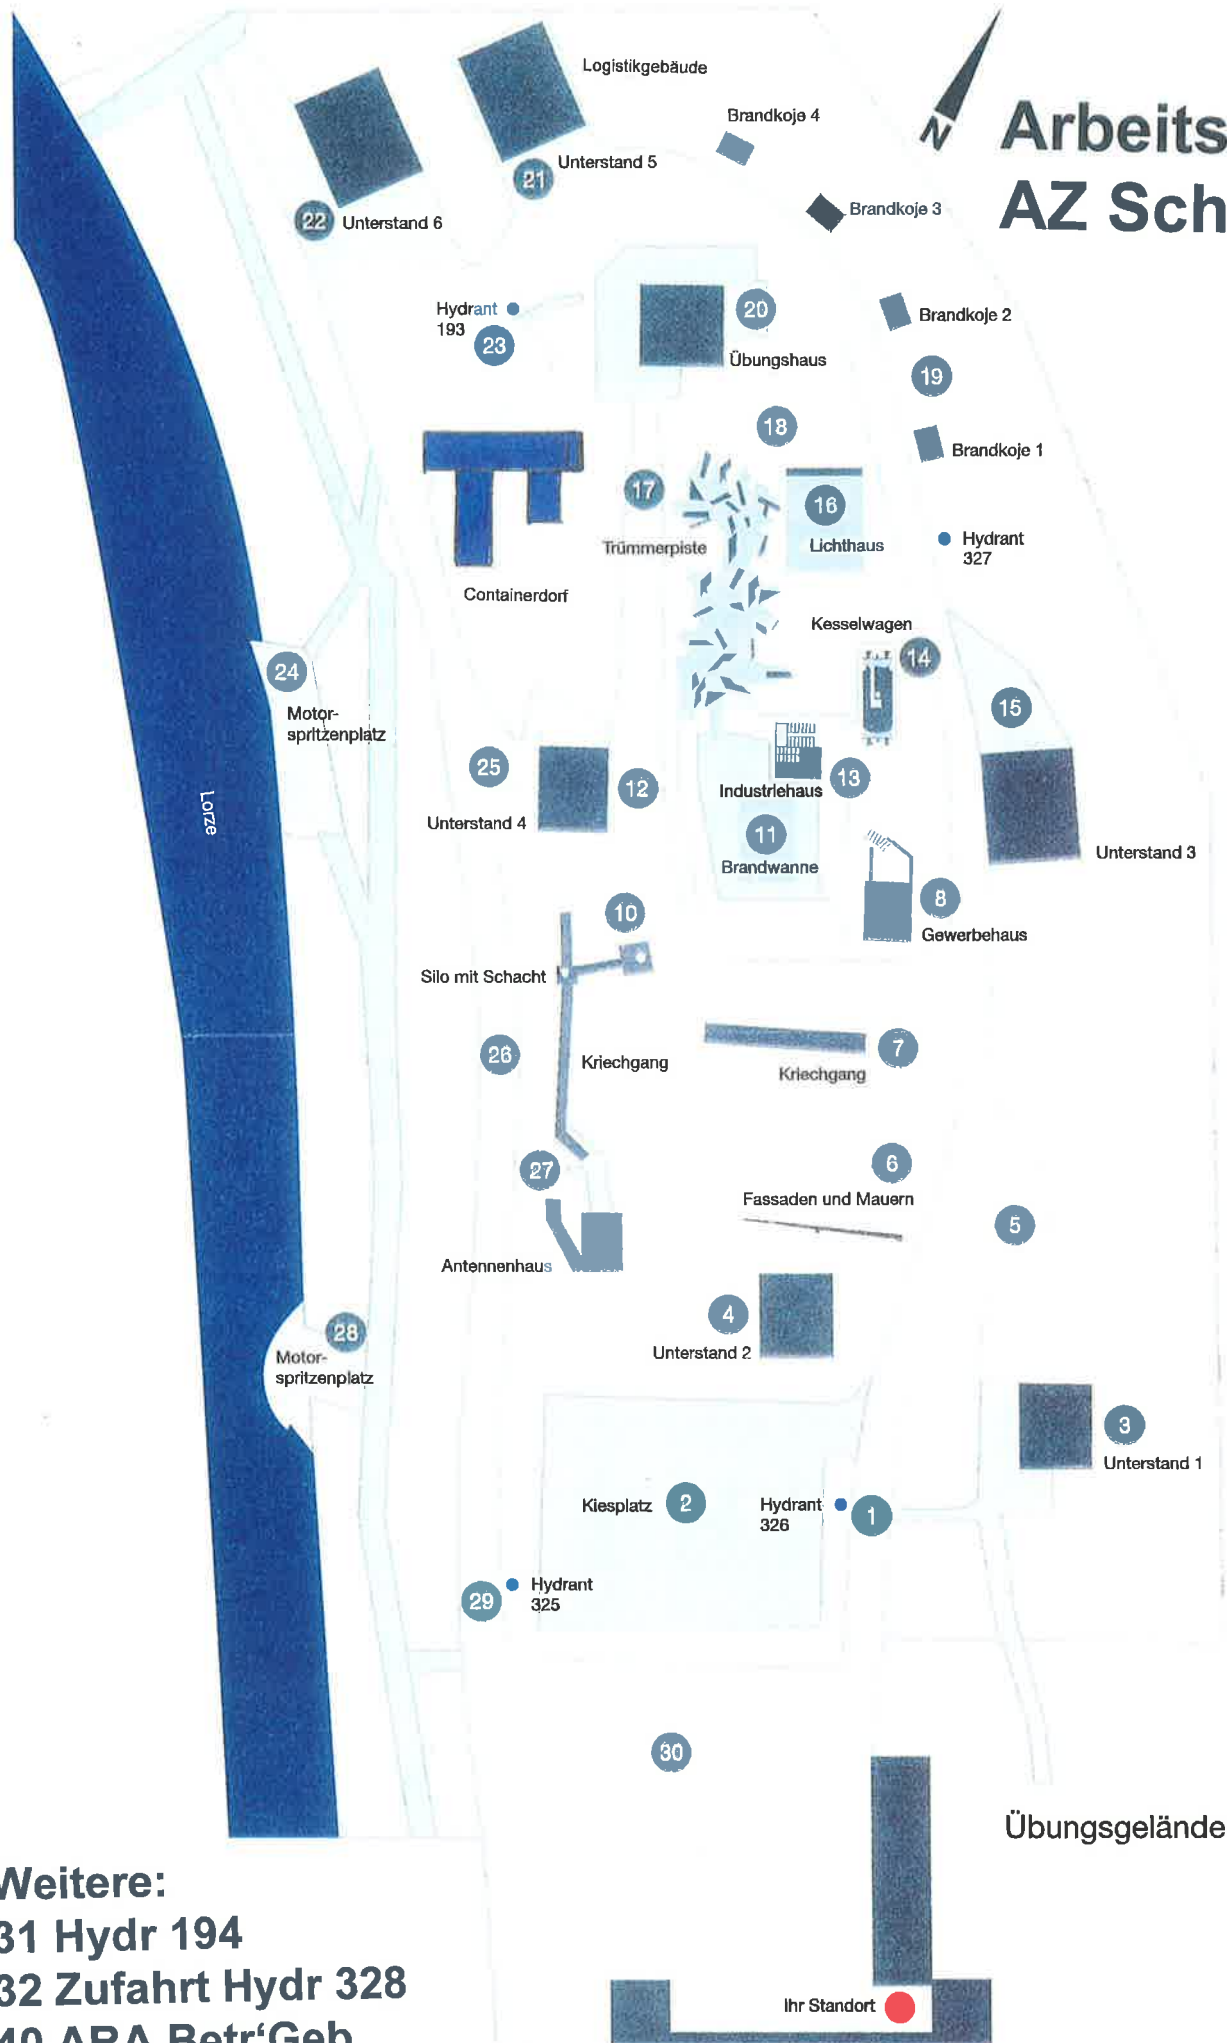 Logistikgebäude
Arbeits
AZ Sch
N
Brandkoje 4
Unterstand 5
21
Brandkoje 3
22
Unterstand 6
Hydrant
193
23
20
Übungshaus
Brandkoje 2
19
18
Brandkoje 1
17
16
Trümmerpiste
Lichthaus
Hydrant
327
Containerdorf
Kesselwagen
14
24
Motor-
spritzenplatz
15
25
12
13
Industriehaus
Lorze
Unterstand 4
11
Brandwanne
Unterstand 3
8
Gewerbehaus
10
Silo mit Schacht
26
Kriechgang
7
Kriechgang
27
6
Fassaden und Mauern
5
Antennenhaus
4
Unterstand 2
28
Motor-
spritzenplatz
3
Unterstand 1
Kiesplatz
2
Hydrant
326
1
29
Hydrant
325
30
Übungsgelände
Weitere:
31 Hydr 194
32 Zufahrt Hydr 328
40 ARA Betr‘Geb
Ihr Standort